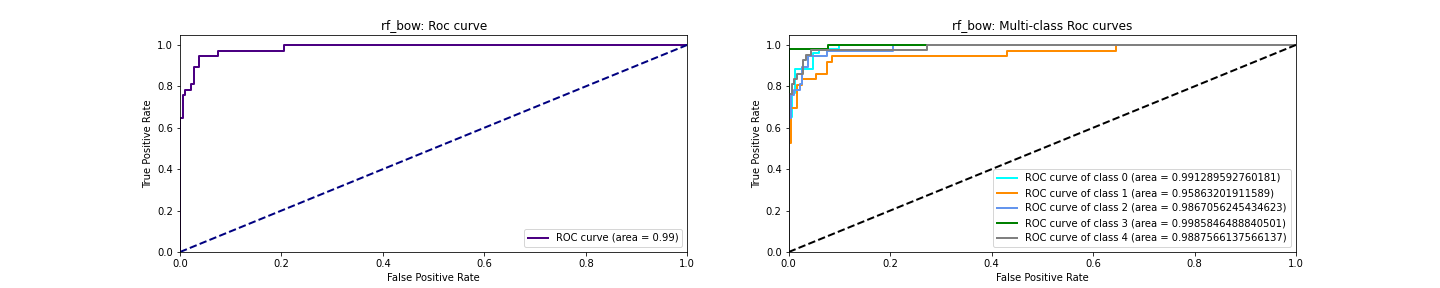 rf_bow: Roc curve
True Positive Rate
1.0
0.8
0.6
0.4
0.2
0.0
ROC curve (area = 0.99)
0.0 0.2 0.4 0.6 0.8 1.0
False Positive Rate
rf_bow: Multi-class Roc curves
True Positive Rate
1.0
0.8
0.6
0.4
0.2
0.0
ROC curve of class 0 (area = 0.991289592760181)
ROC curve of class 1 (area = 0.95863201911589)
ROC curve of class 2 (area = 0.9867056245434623)
ROC curve of class 3 (area = 0.9985846488840501)
ROC curve of class 4 (area = 0.9887566137566137)
0.0 0.2 0.4 0.6 0.8 1.0
False Positive Rate